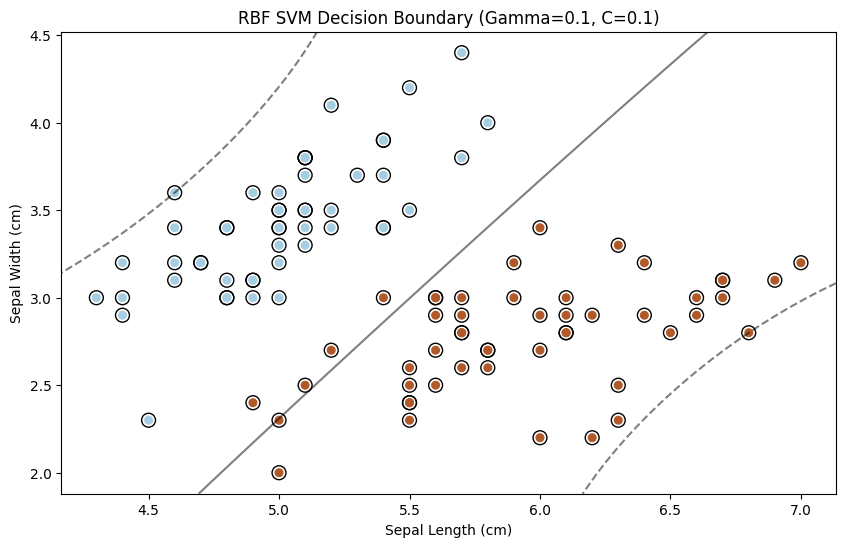 RBF SVM Decision Boundary (Gamma=0.1, C=0.1)
4.5
4.0
3.5
3.0
2.5
2.0
Sepal Width (cm)
4.5 5.0 5.5 6.0 6.5 7.0
Sepal Length (cm)